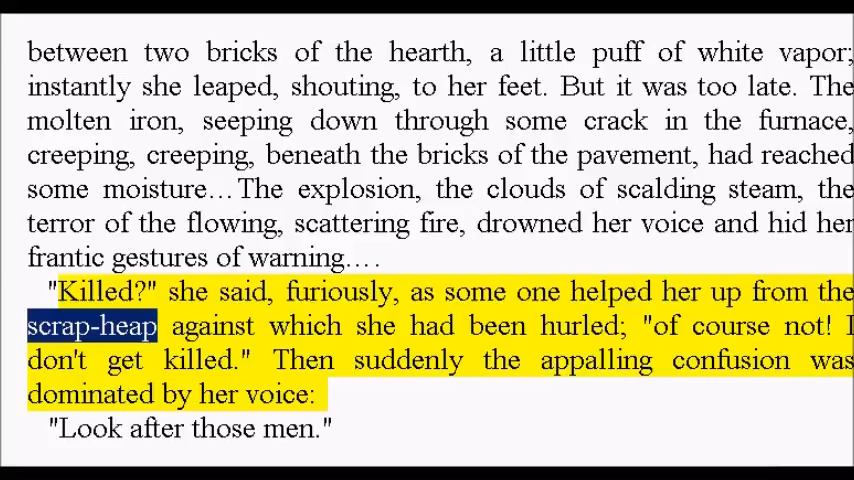 between two bricks of the hearth, a little puff of white vapor;
instantly she leaped, shouting, to her feet. But it was too late. The
molten iron, seeping down through some crack in the furnace,
creeping, creeping, beneath the bricks of the pavement, had reached
some moisture…The explosion, the clouds of scalding steam, the
terror of the flowing, scattering fire, drowned her voice and hid her
frantic gestures of warning….
"Killed?" she said, furiously, as some one helped her up from the
scrap-heap against which she had been hurled; "of course not! I
don't get killed." Then suddenly the appalling confusion was
dominated by her voice:
"Look after those men."